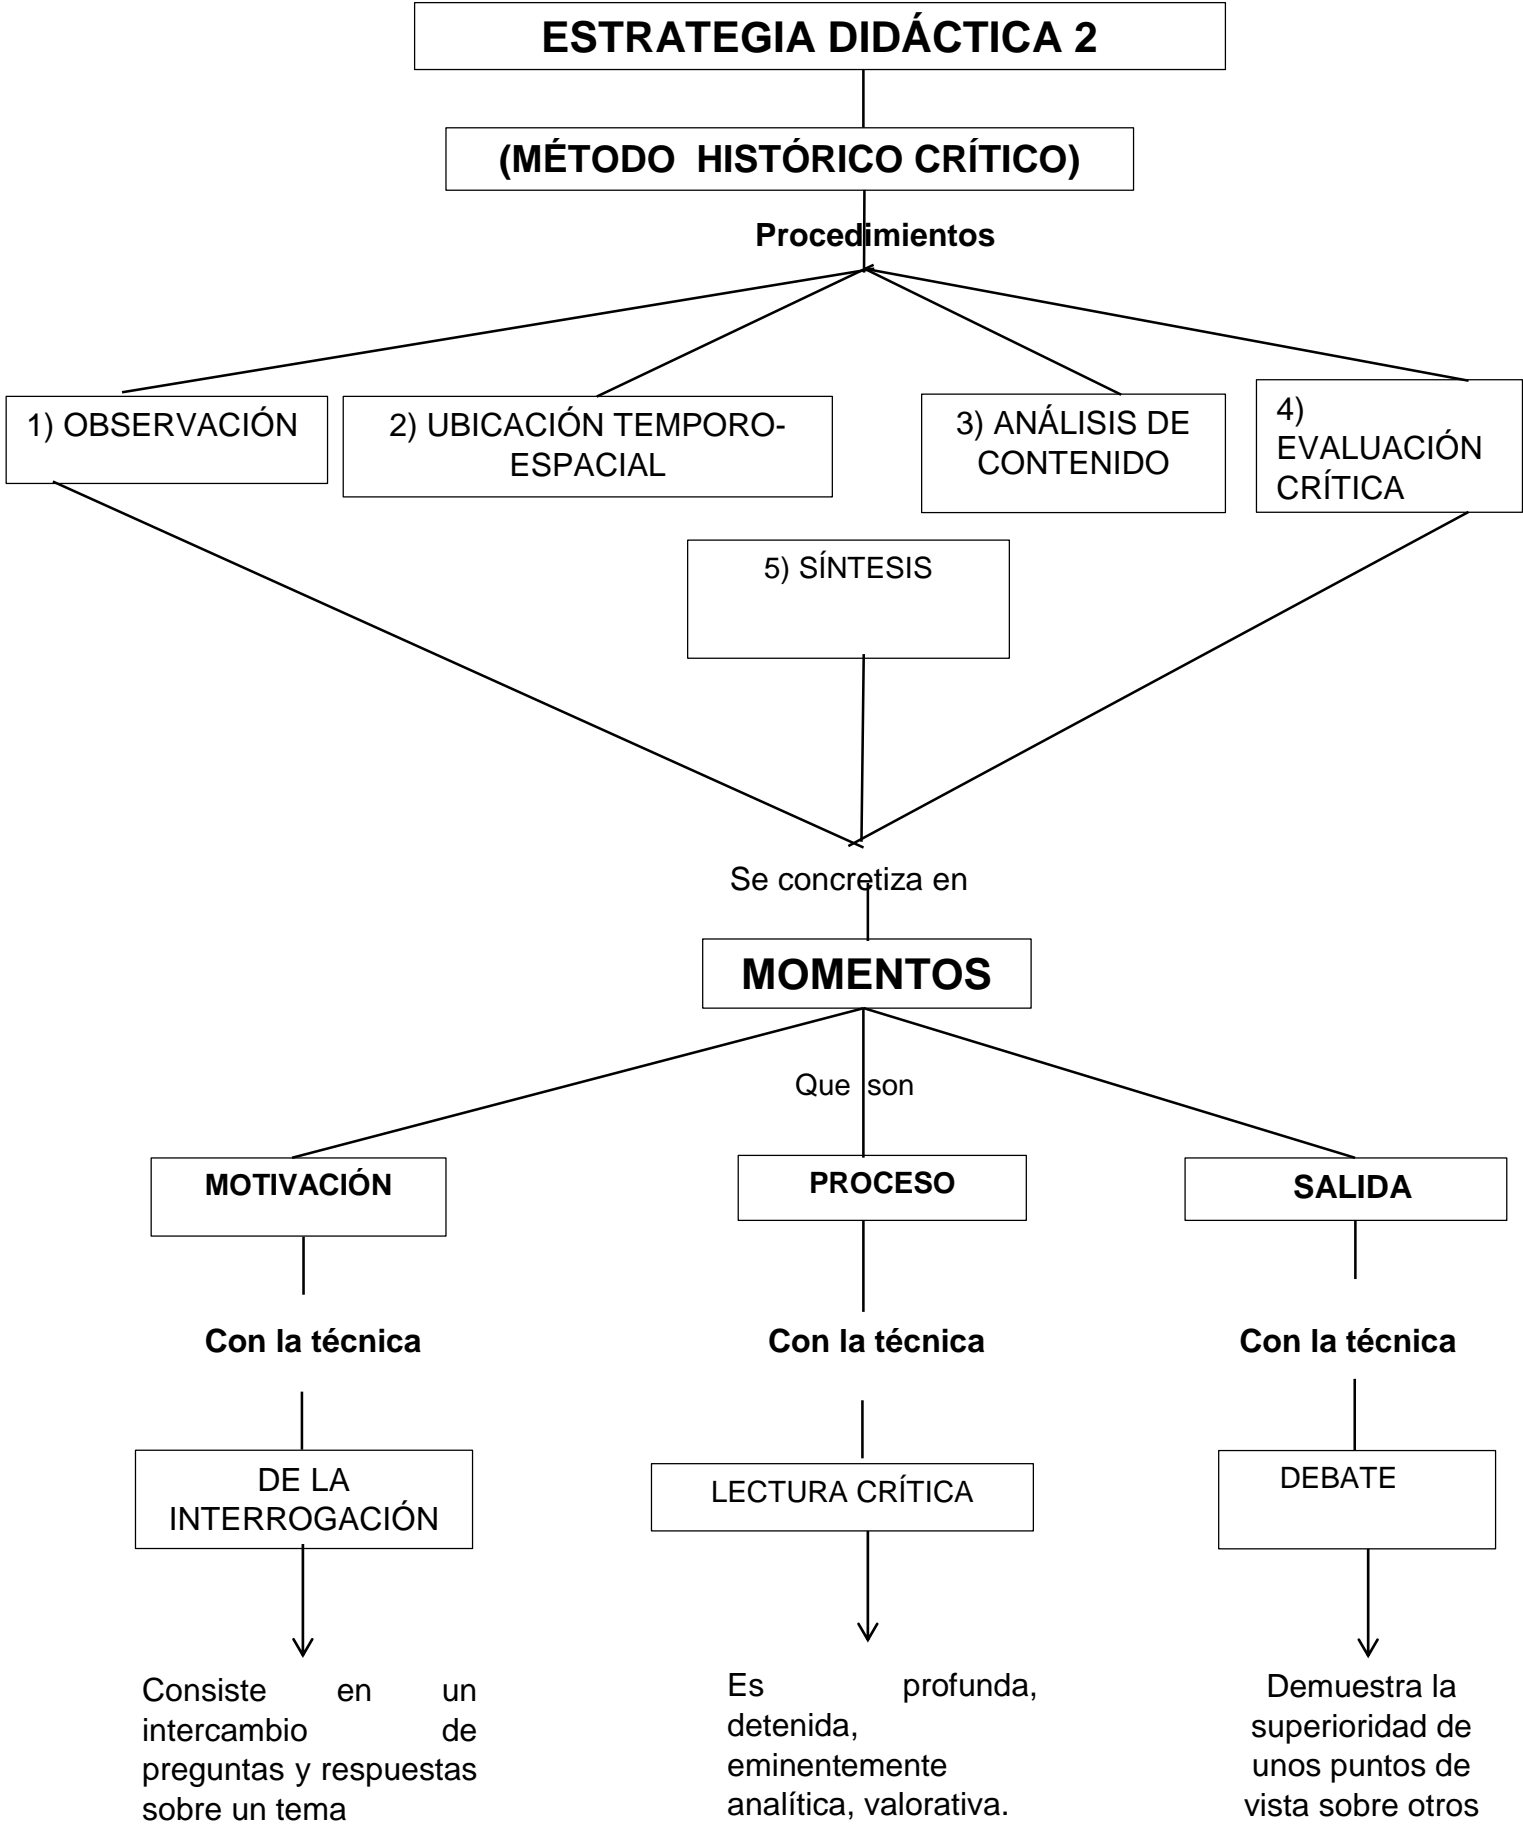 ESTRATEGIA DIDÁCTICA 2
(MÉTODO HISTÓRICO CRÍTICO)
Procedimientos
1) OBSERVACIÓN
2) UBICACIÓN TEMPORO-
ESPACIAL
3) ANÁLISIS DE
CONTENIDO
4)
EVALUACIÓN
CRÍTICA
5) SÍNTESIS
Se concretiza en
MOMENTOS
Que son
MOTIVACIÓN
PROCESO
SALIDA
Con la técnica
Con la técnica
Con la técnica
DE LA
INTERROGACIÓN
LECTURA CRÍTICA
DEBATE
Consiste en un
intercambio de
preguntas y respuestas
sobre un tema
Es profunda,
detenida,
eminentemente
analítica, valorativa.
Demuestra la
superioridad de
unos puntos de
vista sobre otros